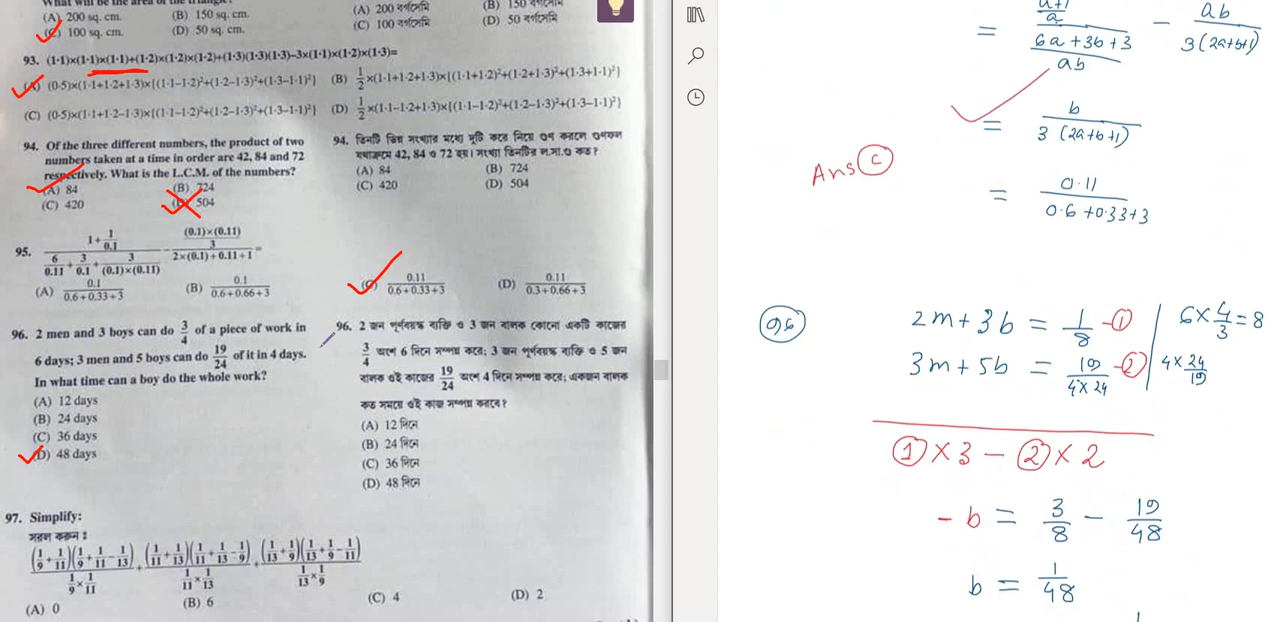 What will be the area of the triangle?
(A) 200 sq. cm. (B) 150 sq. cm.
(C) 100 sq. cm. (D) 50 sq. cm.
(A) 200 বর্গসেমি (B) 150 বর্গসেমি
(C) 100 বর্গসেমি (D) 50 বর্গসেমি
93. (1·1)×(1·1)×(1·1)+(1·2)×(1·2)×(1·2)+(1·3)(1·3)(1·3)–3×(1·1)×(1·2)×(1·3)=
(A) (0·5)×(1·1+1·2+1·3)×{(1·1–1·2)²+(1·2–1·3)²+(1·3–1·1)²} (B) 1/2×(1·1+1·2+1·3)×{(1·1+1·2)²+(1·2+1·3)²+(1·3+1·1)²}
(C) (0·5)×(1·1+1·2–1·3)×{(1·1–1·2)²+(1·2–1·3)²+(1·3–1·1)²} (D) 1/2×(1·1–1·2+1·3)×{(1·1–1·2)²+(1·2–1·3)²+(1·3–1·1)²}
94. Of the three different numbers, the product of two
numbers taken at a time in order are 42, 84 and 72
respectively. What is the L.C.M. of the numbers?
(A) 84 (B) 724
(C) 420 (D) 504
94. তিনটি ভিন্ন সংখ্যার মধ্যে দুটি করে নিয়ে গুণ করলে গুণফল
যথাক্রমে 42, 84 ও 72 হয়। সংখ্যা তিনটির ল.সা.গু কত?
(A) 84 (B) 724
(C) 420 (D) 504
95. (1+1/0.1)/(6/0.11+3/0.1+3/((0.1)×(0.11))) – ((0.1)×(0.11)/3)/(2×(0.1)+0.11+1) =
(A) 0.1/(0.6+0.33+3) (B) 0.1/(0.6+0.66+3) (C) 0.11/(0.6+0.33+3) (D) 0.11/(0.3+0.66+3)
96. 2 men and 3 boys can do 3/4 of a piece of work in
6 days; 3 men and 5 boys can do 19/24 of it in 4 days.
In what time can a boy do the whole work?
(A) 12 days
(B) 24 days
(C) 36 days
(D) 48 days
96. 2 জন পূর্ণবয়স্ক ব্যক্তি ও 3 জন বালক কোনো একটি কাজের
3/4 অংশ 6 দিনে সম্পন্ন করে; 3 জন পূর্ণবয়স্ক ব্যক্তি ও 5 জন
বালক ওই কাজের 19/24 অংশ 4 দিনে সম্পন্ন করে; একজন বালক
কত সময়ে ওই কাজ সম্পন্ন করবে?
(A) 12 দিনে
(B) 24 দিনে
(C) 36 দিনে
(D) 48 দিনে
97. Simplify:
সরল করুন :
(1/9+1/11)(1/9+1/11–1/13)/(1/9×1/11) + (1/11+1/13)(1/11+1/13–1/9)/(1/11×1/13) + (1/13+1/9)(1/13+1/9–1/11)/(1/13×1/9)
(A) 0 (B) 6 (C) 4 (D) 2
= ((a+1)/a)/((6a+3b+3)/ab) – ab/(3(2a+b+1))
= b/(3(2a+b+1))
Ans C
= 0.11/(0.6+0.33+3)
96
2m+3b = 1/8 –① 6×4/3=8
3m+5b = 19/(4×24) –② 4×24/19
①×3 – ②×2
–b = 3/8 – 19/48
b = 1/48